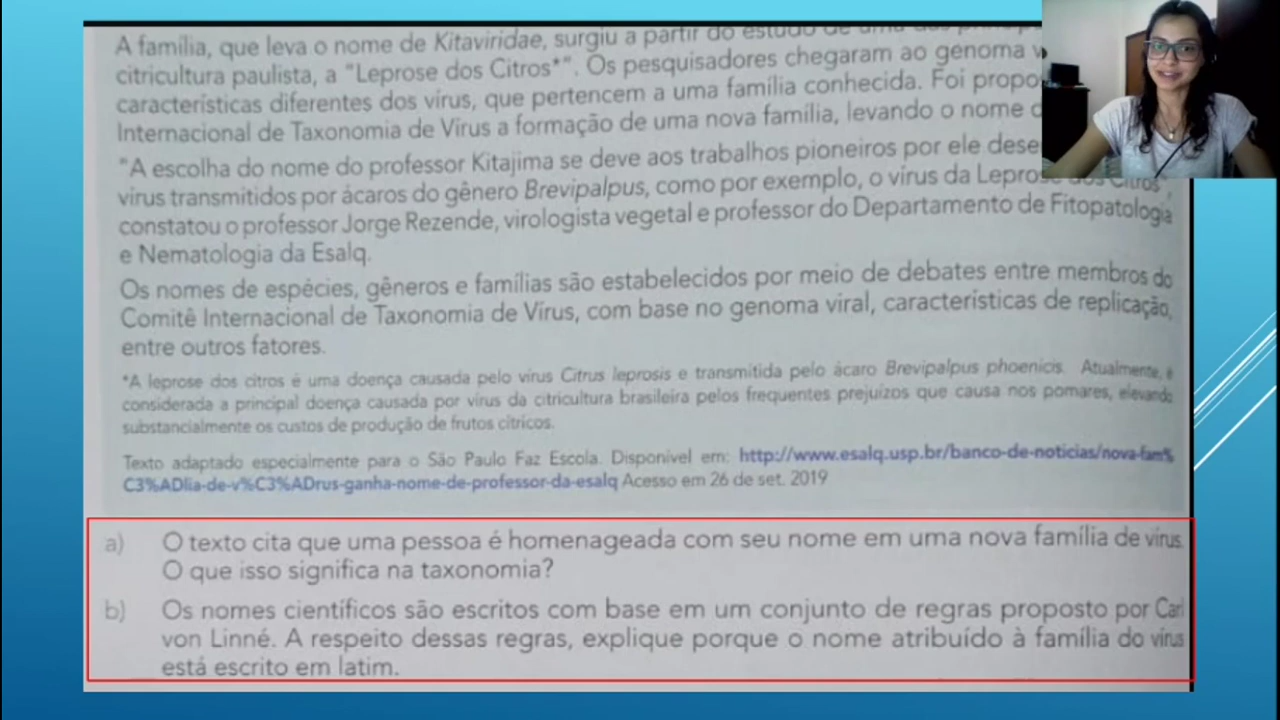 A família, que leva o nome de Kitaviridae, surgiu a partir do estudo de uma das
citricultura paulista, a "Leprose dos Citros*". Os pesquisadores chegaram ao genoma
características diferentes dos vírus, que pertencem a uma família conhecida. Foi
Internacional de Taxonomia de Vírus a formação de uma nova família, levando o nome
"A escolha do nome do professor Kitajima se deve aos trabalhos pioneiros por ele
vírus transmitidos por ácaros do gênero Brevipalpus, como por exemplo, o vírus da Leprose dos Citros",
constatou o professor Jorge Rezende, virologista vegetal e professor do Departamento de Fitopatologia
e Nematologia da Esalq.
Os nomes de espécies, gêneros e famílias são estabelecidos por meio de debates entre membros do
Comitê Internacional de Taxonomia de Vírus, com base no genoma viral, características de replicação,
entre outros fatores.
*A leprose dos citros é uma doença causada pelo vírus Citrus leprosis e transmitida pelo ácaro Brevipalpus phoenicis. Atualmente, é
considerada a principal doença causada por vírus da citricultura brasileira pelos frequentes prejuízos que causa nos pomares, elevando
substancialmente os custos de produção de frutos cítricos.
Texto adaptado especialmente para o São Paulo Faz Escola. Disponível em: http://www.esalq.usp.br/banco-de-noticias/nova-fam%
C3%ADlia-de-v%C3%ADrus-ganha-nome-de-professor-da-esalq Acesso em 26 de set. 2019
a) O texto cita que uma pessoa é homenageada com seu nome em uma nova família de vírus.
O que isso significa na taxonomia?
b) Os nomes científicos são escritos com base em um conjunto de regras proposto por Carl
von Linné. A respeito dessas regras, explique porque o nome atribuído à família do vírus
está escrito em latim.